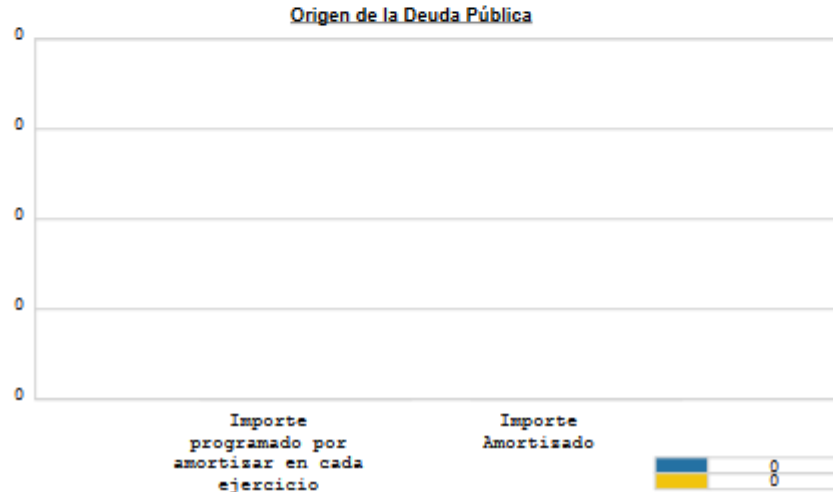 Origen de la Deuda Pública
0
0
0
0
0
Importe
programado por
amortizar en cada
ejercicio
Importe
Amortizado
0
0